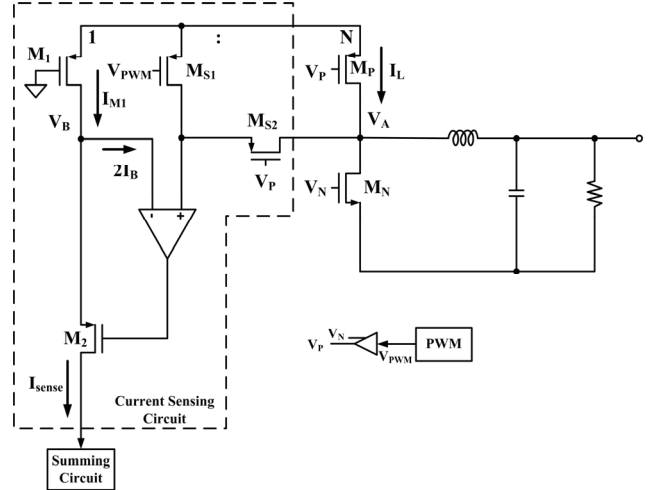 1 : N
M1
VPWM
MS1
VP
MP
IL
IM1
VB
MS2
VA
2IB
VP
VN
MN
- +
M2
VN
VP
VPWM
PWM
Isense
Current Sensing
Circuit
Summing
Circuit